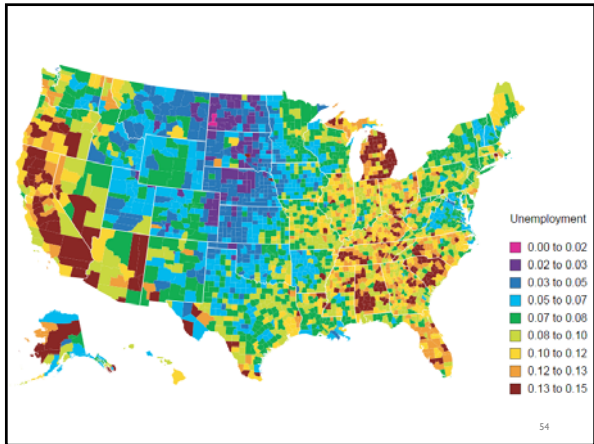 Unemployment
0.00 to 0.02
0.02 to 0.03
0.03 to 0.05
0.05 to 0.07
0.07 to 0.08
0.08 to 0.10
0.10 to 0.12
0.12 to 0.13
0.13 to 0.15
54